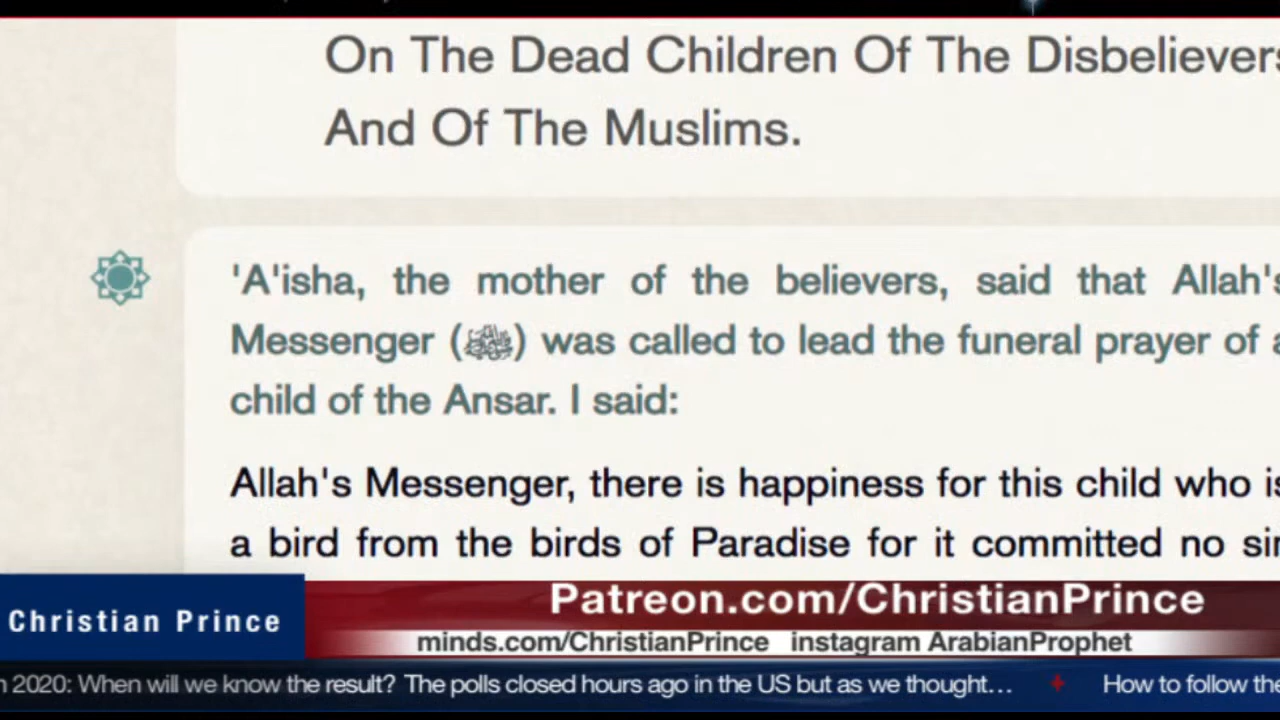 On The Dead Children Of The Disbelievers
And Of The Muslims.
'A'isha, the mother of the believers, said that Allah's
Messenger (ﷺ) was called to lead the funeral prayer of a
child of the Ansar. I said:
Allah's Messenger, there is happiness for this child who is
a bird from the birds of Paradise for it committed no sin
Christian Prince
Patreon.com/ChristianPrince
minds.com/ChristianPrince instagram ArabianProphet
n 2020: When will we know the result? The polls closed hours ago in the US but as we thought… How to follow the